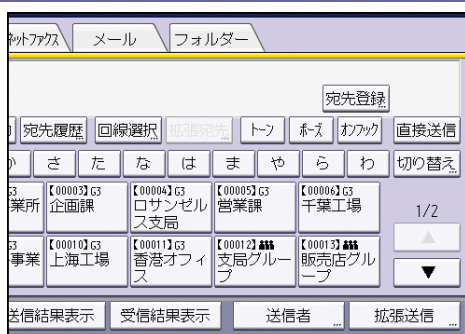 ネットファクス メール フォルダー
宛先登録
宛先履歴 回線選択 拡張宛先 トーン ポーズ オンフック 直接送信
か さ た な は ま や ら わ 切り替え
G3 【00003】G3 【00004】G3 【00005】G3 【00006】G3
業所 企画課 ロサンゼル 営業課 千葉工場 1/2
ス支局
G3 【00010】G3 【00011】G3 【00012】 【00013】
事業 上海工場 香港オフィ 支局グルー 販売店グル
ス プ ープ
送信結果表示 受信結果表示 送信者 拡張送信